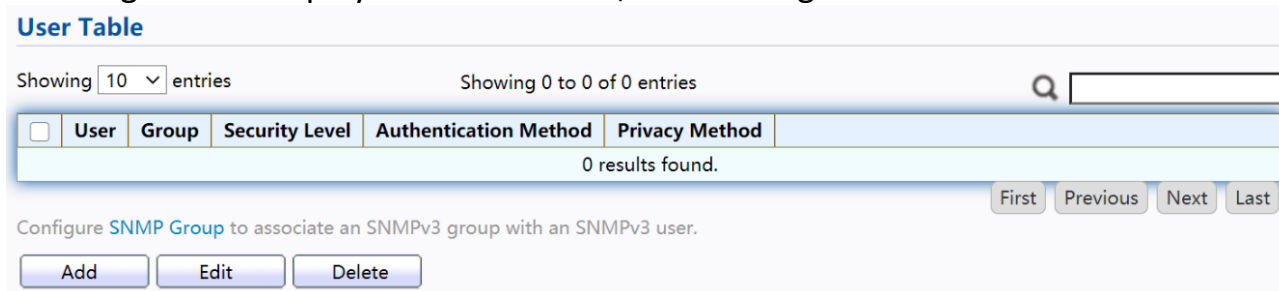 User Table
Showing 10 entries Showing 0 to 0 of 0 entries
User Group Security Level Authentication Method Privacy Method
0 results found.
First Previous Next Last
Configure SNMP Group to associate an SNMPv3 group with an SNMPv3 user.
Add Edit Delete